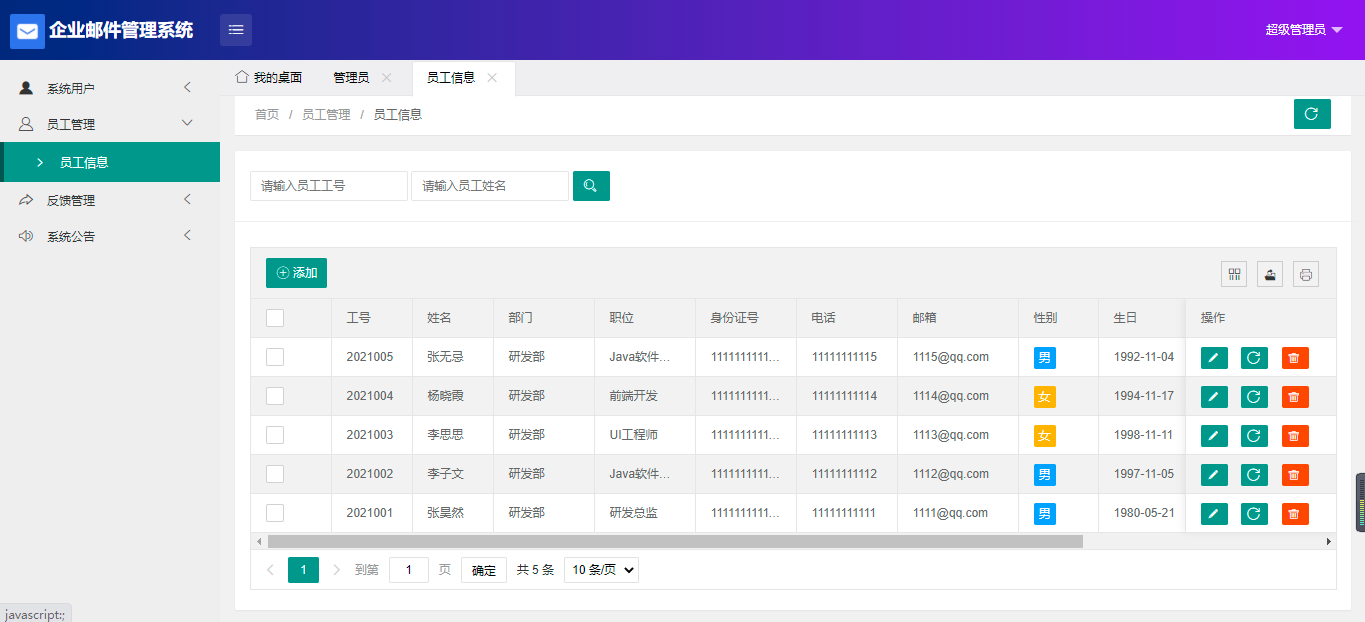 企业邮件管理系统
超级管理员
我的桌面 管理员 员工信息
系统用户
员工管理
员工信息
反馈管理
系统公告
首页 / 员工管理 / 员工信息
请输入员工工号 请输入员工姓名
添加
工号 姓名 部门 职位 身份证号 电话 邮箱 性别 生日 操作
2021005 张无忌 研发部 Java软件... 1111111111... 11111111115 1115@qq.com 男 1992-11-04
2021004 杨晓霞 研发部 前端开发 1111111111... 11111111114 1114@qq.com 女 1994-11-17
2021003 李思思 研发部 UI工程师 1111111111... 11111111113 1113@qq.com 女 1998-11-11
2021002 李子文 研发部 Java软件... 1111111111... 11111111112 1112@qq.com 男 1997-11-05
2021001 张昊然 研发部 研发总监 1111111111... 11111111111 1111@qq.com 男 1980-05-21
1 到第 1 页 确定 共 5 条 10 条/页
javascript:;